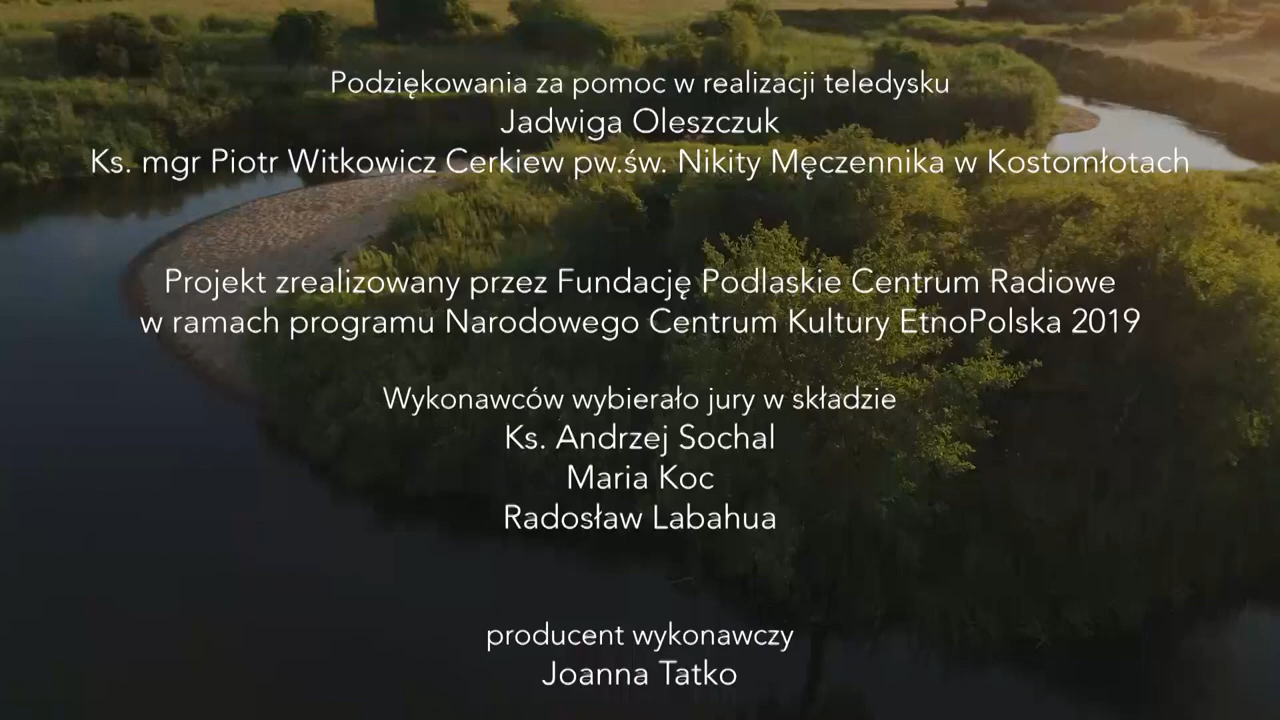 Podziękowania za pomoc w realizacji teledysku
Jadwiga Oleszczuk
Ks. mgr Piotr Witkowicz Cerkiew pw.św. Nikity Męczennika w Kostomłotach
Projekt zrealizowany przez Fundację Podlaskie Centrum Radiowe
w ramach programu Narodowego Centrum Kultury EtnoPolska 2019
Wykonawców wybierało jury w składzie
Ks. Andrzej Sochal
Maria Koc
Radosław Labahua
producent wykonawczy
Joanna Tatko